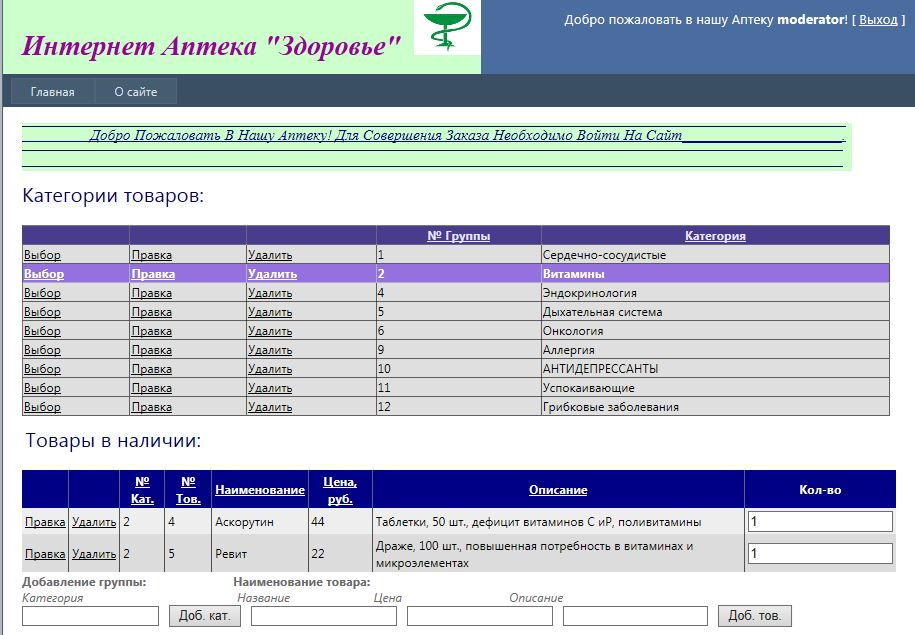 Интернет Аптека "Здоровье"
Добро пожаловать в нашу Аптеку moderator! [ Выход ]
Главная О сайте
Добро Пожаловать В Нашу Аптеку! Для Совершения Заказа Необходимо Войти На Сайт
Категории товаров:
№ Группы Категория
Выбор Правка Удалить 1 Сердечно-сосудистые
Выбор Правка Удалить 2 Витамины
Выбор Правка Удалить 4 Эндокринология
Выбор Правка Удалить 5 Дыхательная система
Выбор Правка Удалить 6 Онкология
Выбор Правка Удалить 9 Аллергия
Выбор Правка Удалить 10 АНТИДЕПРЕССАНТЫ
Выбор Правка Удалить 11 Успокаивающие
Выбор Правка Удалить 12 Грибковые заболевания
Товары в наличии:
№ Кат. № Тов. Наименование Цена, руб. Описание Кол-во
Правка Удалить 2 4 Аскорутин 44 Таблетки, 50 шт., дефицит витаминов С иР, поливитамины 1
Правка Удалить 2 5 Ревит 22 Драже, 100 шт., повышенная потребность в витаминах и
микроэлементах 1
Добавление группы: Наименование товара:
Категория Название Цена Описание
Доб. кат. Доб. тов.